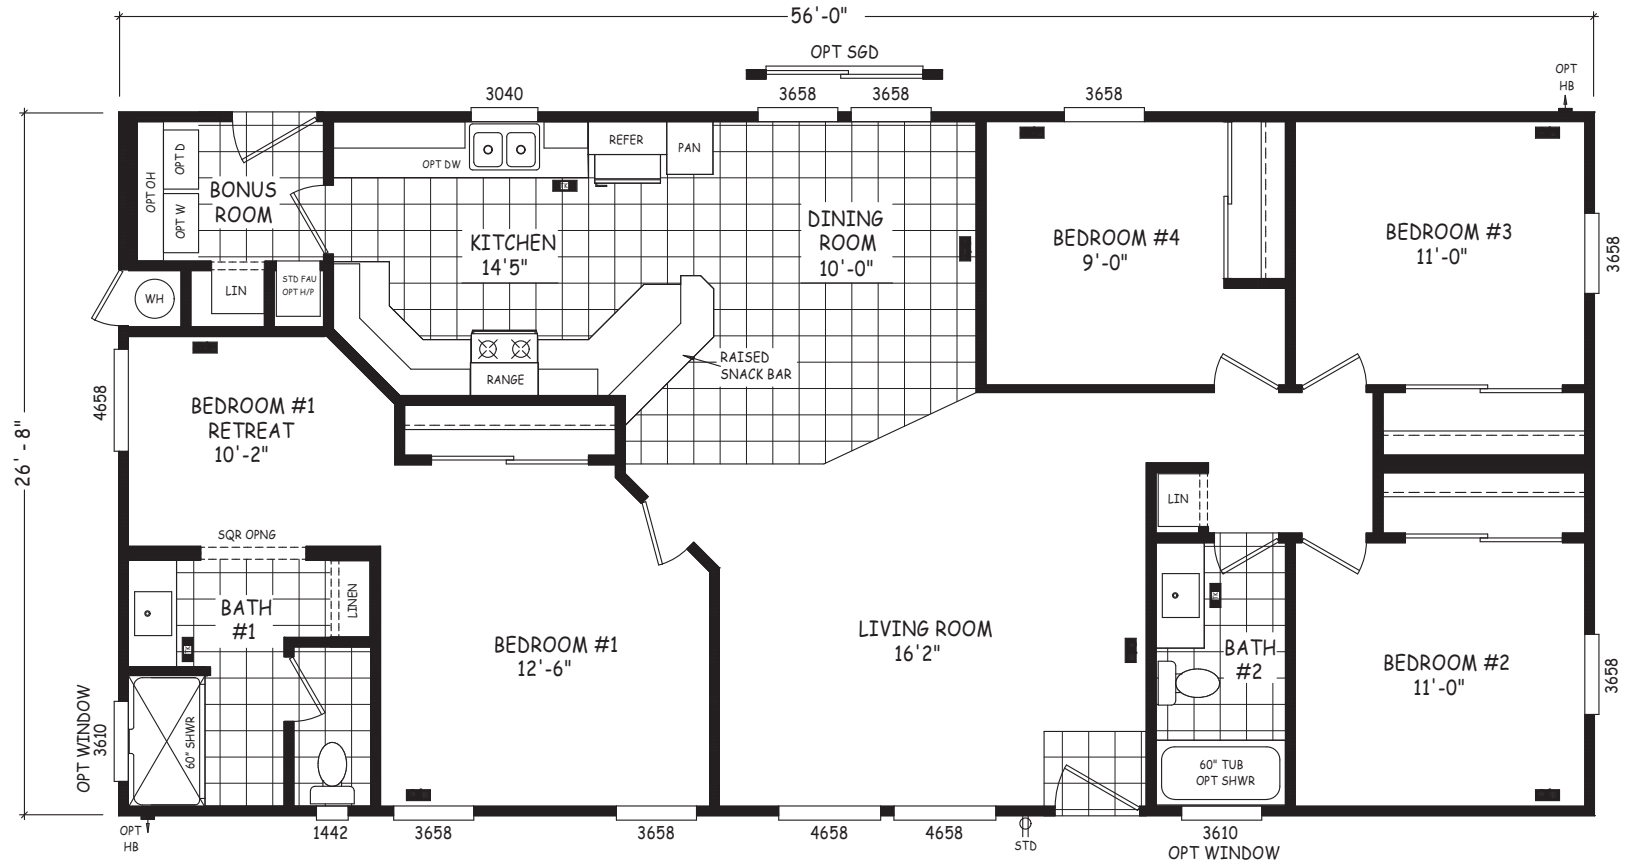 56'-0"
OPT SGD
OPT
HB
3040
3658
3658
3658
OPT OH
OPT D
OPT W
BONUS
ROOM
OPT DW
REFER
PAN
KITCHEN
14'5"
DINING
ROOM
10'-0"
BEDROOM #4
9'-0"
BEDROOM #3
11'-0"
3658
WH
LIN
STD FAU
OPT H/P
RANGE
RAISED
SNACK BAR
4658
26' - 8"
BEDROOM #1
RETREAT
10'-2"
SQR OPNG
LIN
BATH
#1
LINEN
BEDROOM #1
12'-6"
LIVING ROOM
16'2"
BATH
#2
BEDROOM #2
11'-0"
3658
OPT WINDOW
3610
60" SHWR
60" TUB
OPT SHWR
OPT
HB
1442
3658
3658
4658
4658
STD
3610
OPT WINDOW